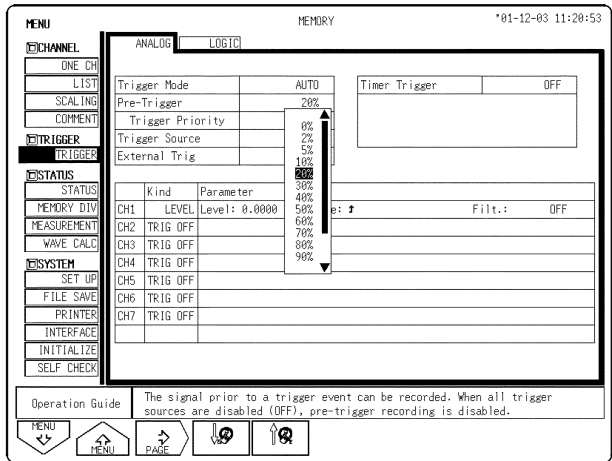 MENU
MEMORY
'01-12-03 11:20:53
CHANNEL
ONE CH
LIST
SCALING
COMMENT
TRIGGER
TRIGGER
STATUS
STATUS
MEMORY DIV
MEASUREMENT
WAVE CALC
SYSTEM
SET UP
FILE SAVE
PRINTER
INTERFACE
INITIALIZE
SELF CHECK
ANALOG LOGIC
Trigger Mode AUTO
Pre-Trigger 20%
Trigger Priority
Trigger Source
External Trig
Timer Trigger OFF
0%
2%
5%
10%
20%
30%
40%
50%
60%
70%
80%
90%
Kind Parameter
CH1 LEVEL Level: 0.0000 e: ↥ Filt.: OFF
CH2 TRIG OFF
CH3 TRIG OFF
CH4 TRIG OFF
CH5 TRIG OFF
CH6 TRIG OFF
CH7 TRIG OFF
Operation Guide
The signal prior to a trigger event can be recorded. When all trigger
sources are disabled (OFF), pre-trigger recording is disabled.
MENU
MENU
PAGE